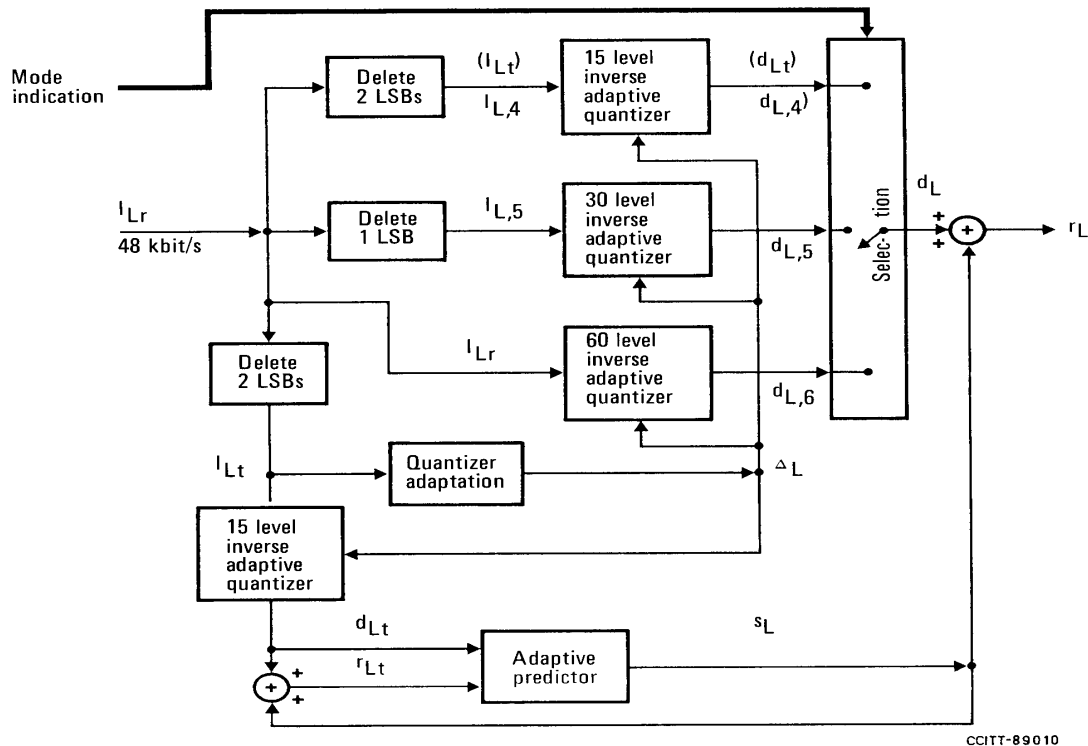 Mode
indication
Delete
2 LSBs
(I_Lt)
I_L,4
15 level
inverse
adaptive
quantizer
(d_Lt)
d_L,4)
I_Lr
48 kbit/s
Delete
1 LSB
I_L,5
30 level
inverse
adaptive
quantizer
d_L,5
Selec-
tion
d_L
+
+
+
r_L
Delete
2 LSBs
I_Lr
60 level
inverse
adaptive
quantizer
d_L,6
I_Lt
Quantizer
adaptation
Δ_L
15 level
inverse
adaptive
quantizer
d_Lt
+
+
+
r_Lt
Adaptive
predictor
s_L
CCITT-89010